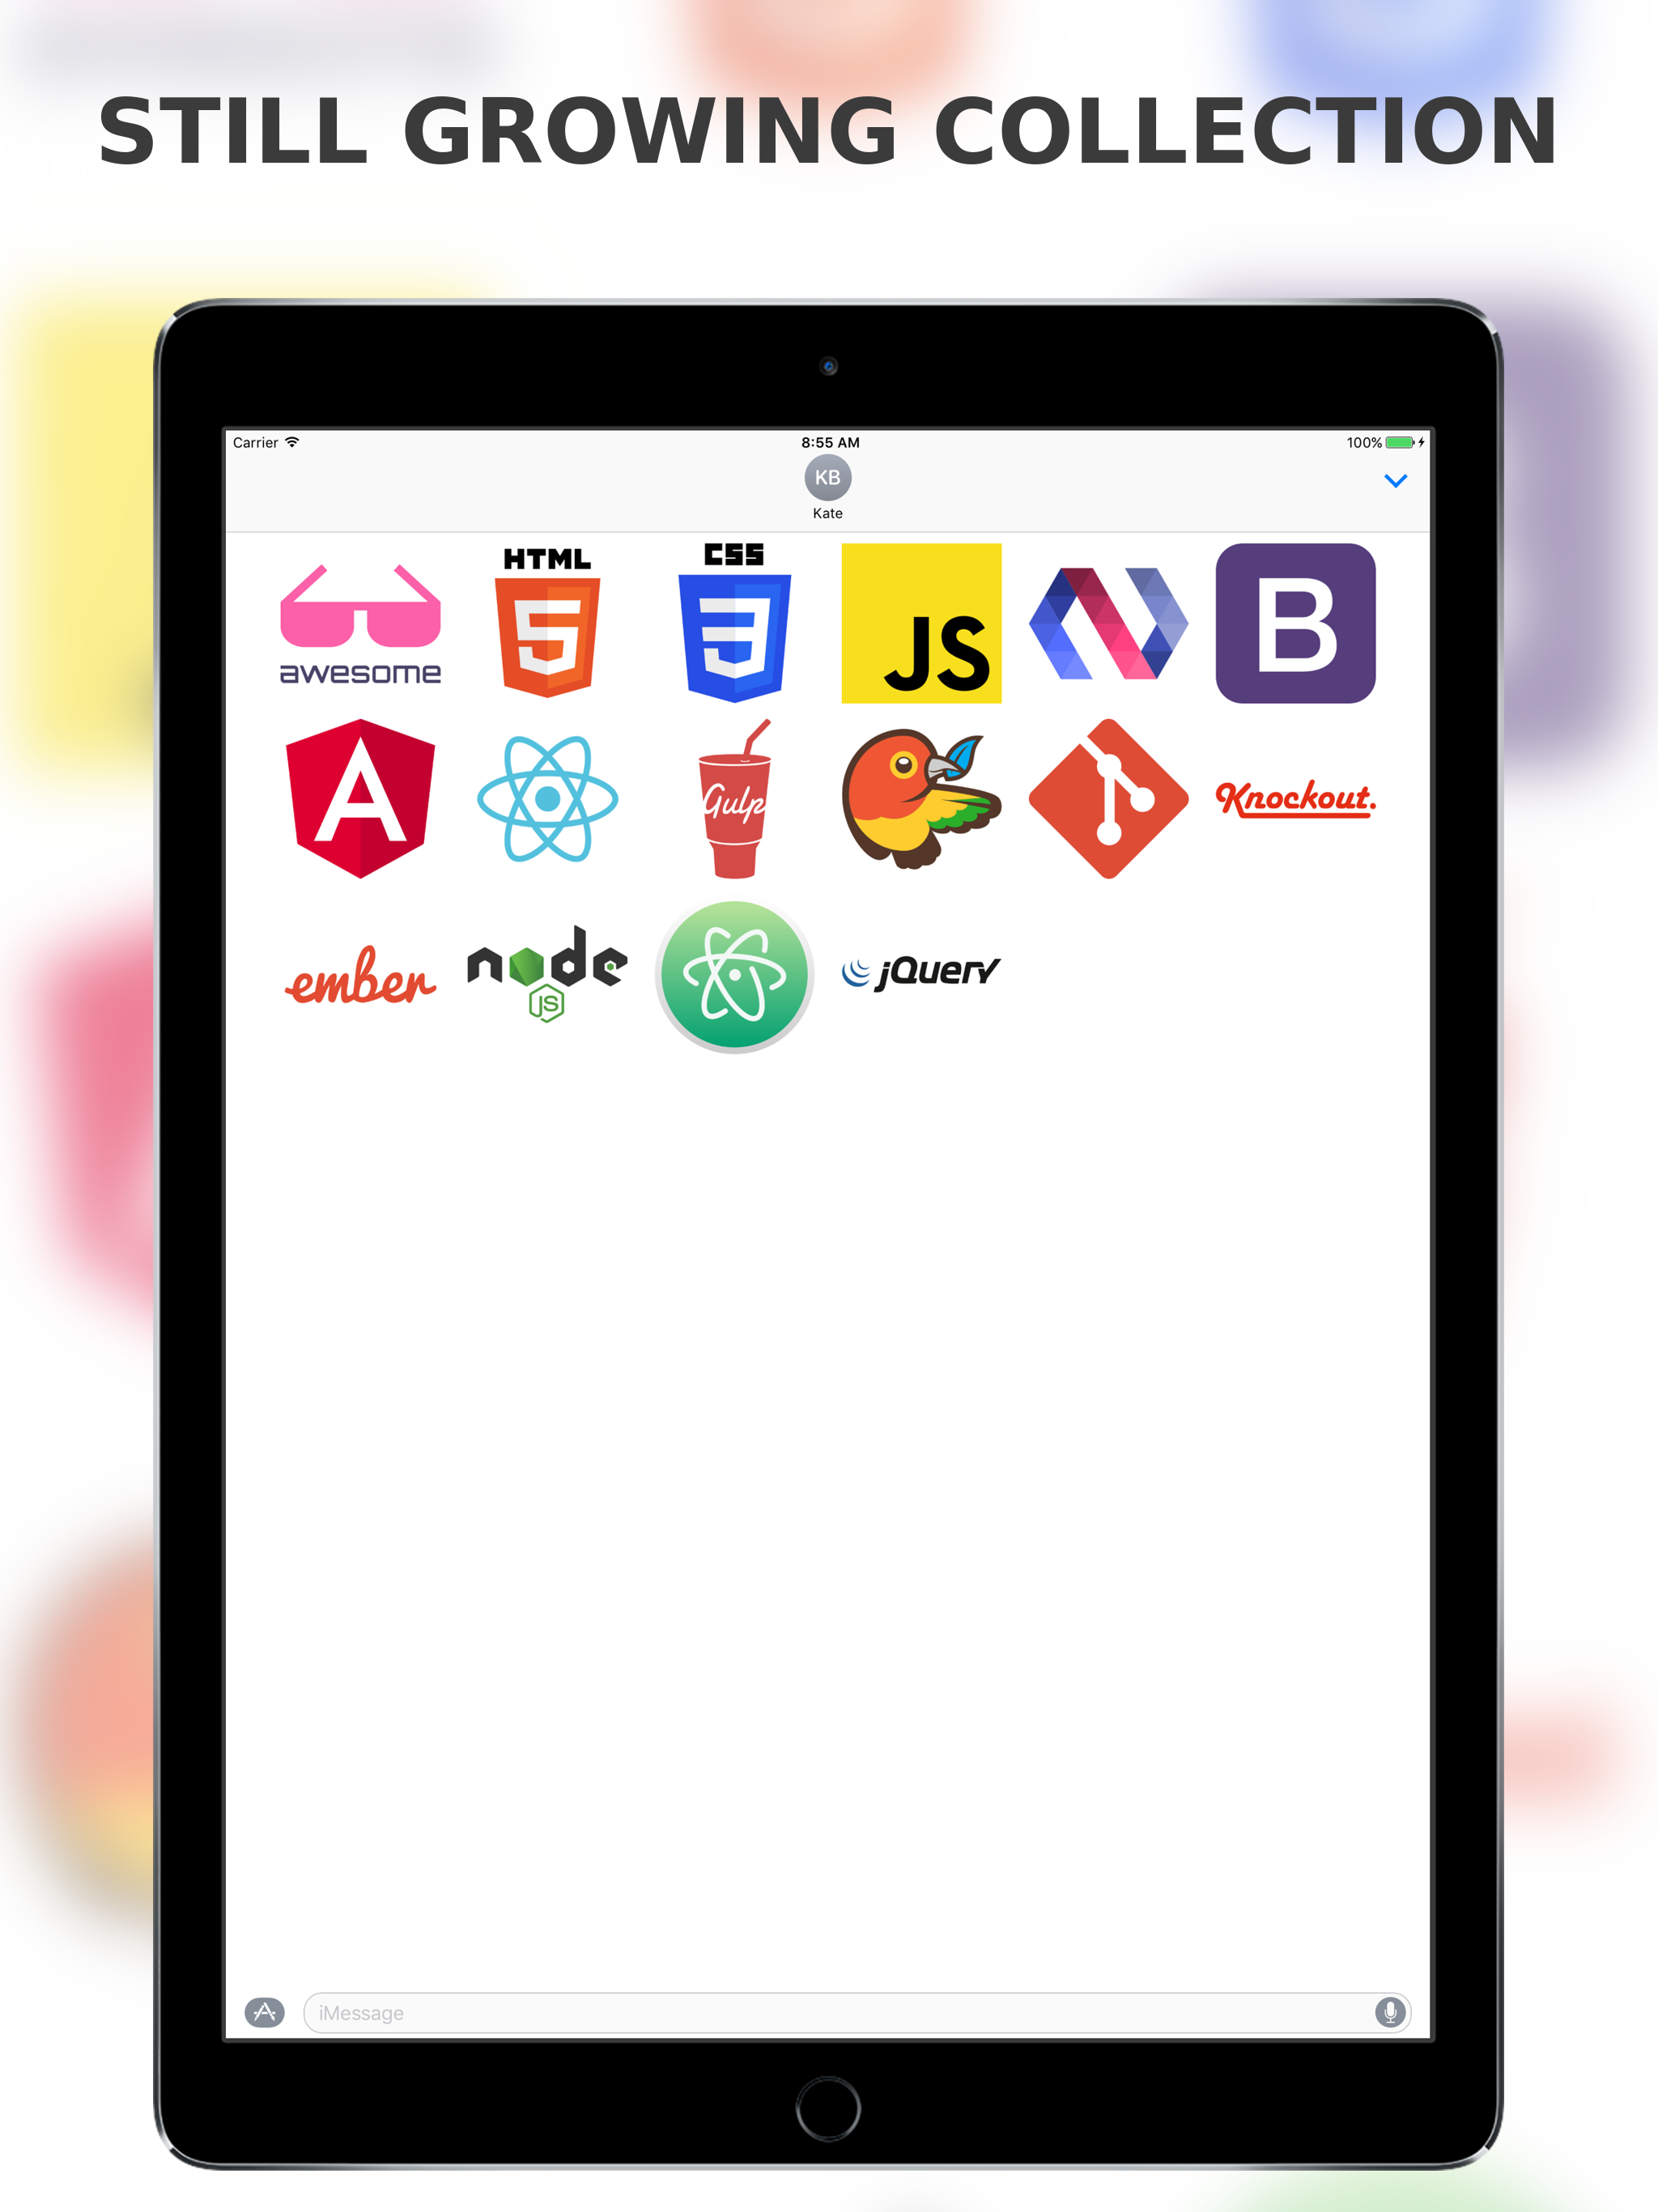 STILL GROWING COLLECTION
Carrier 8:55 AM 100%
KB
Kate
HTML CSS
JS B
awesome
A Gulp Knockout.
ember node jQuery
JS
iMessage